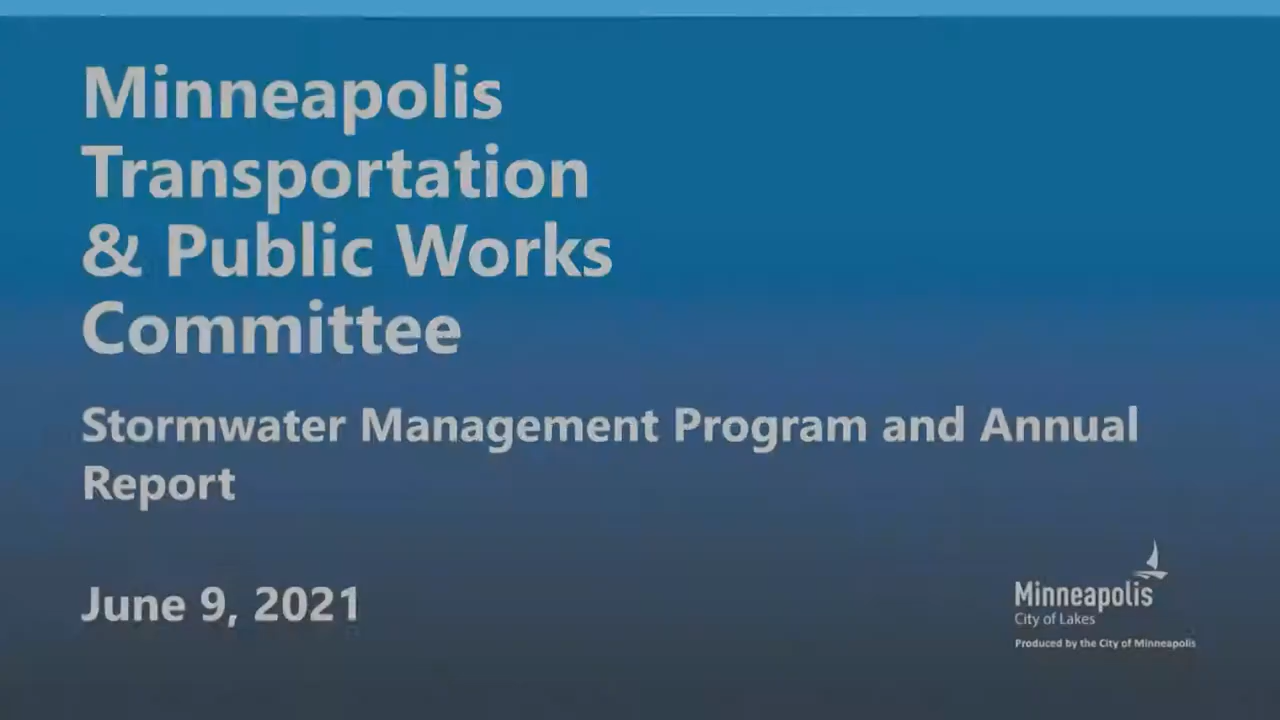 Minneapolis
Transportation
& Public Works
Committee
Stormwater Management Program and Annual
Report
June 9, 2021
Minneapolis
City of Lakes
Produced by the City of Minneapolis